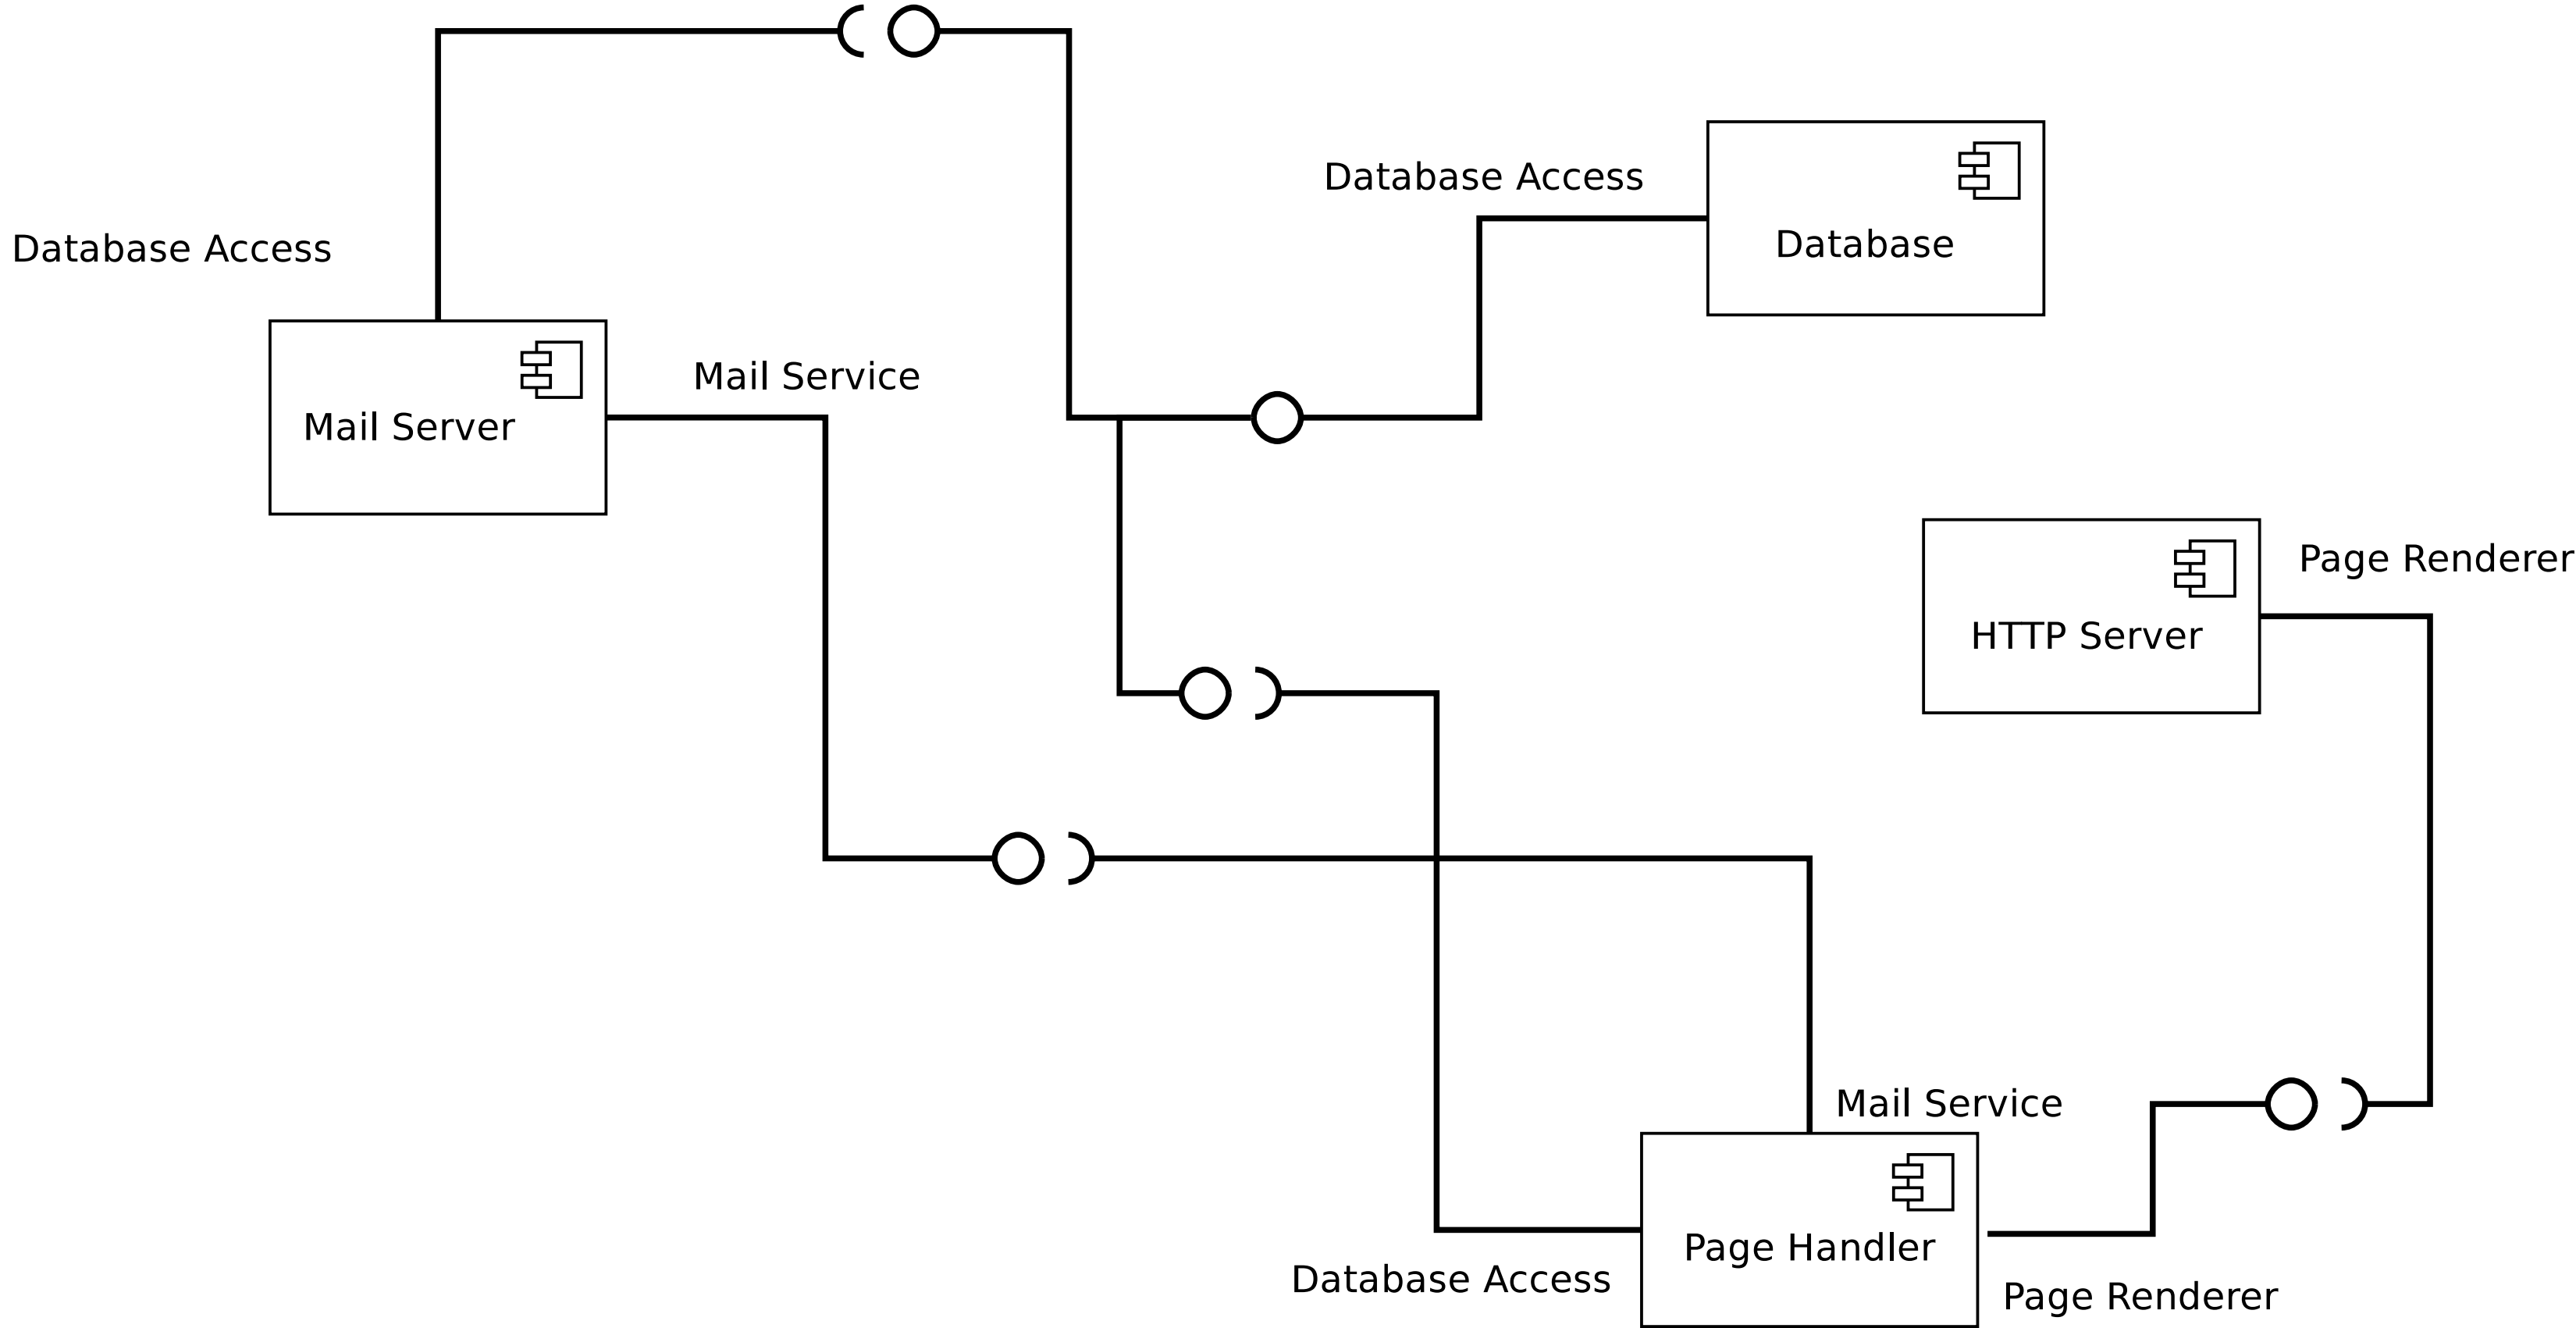 Database Access
Database
Database Access
Mail Service
Mail Server
Page Renderer
HTTP Server
Mail Service
Page Handler
Database Access
Page Renderer